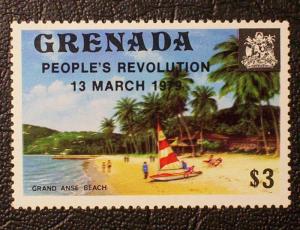 GRENADA
PEOPLE'S REVOLUTION
13 MARCH 1979
GRAND ANSE BEACH
$3